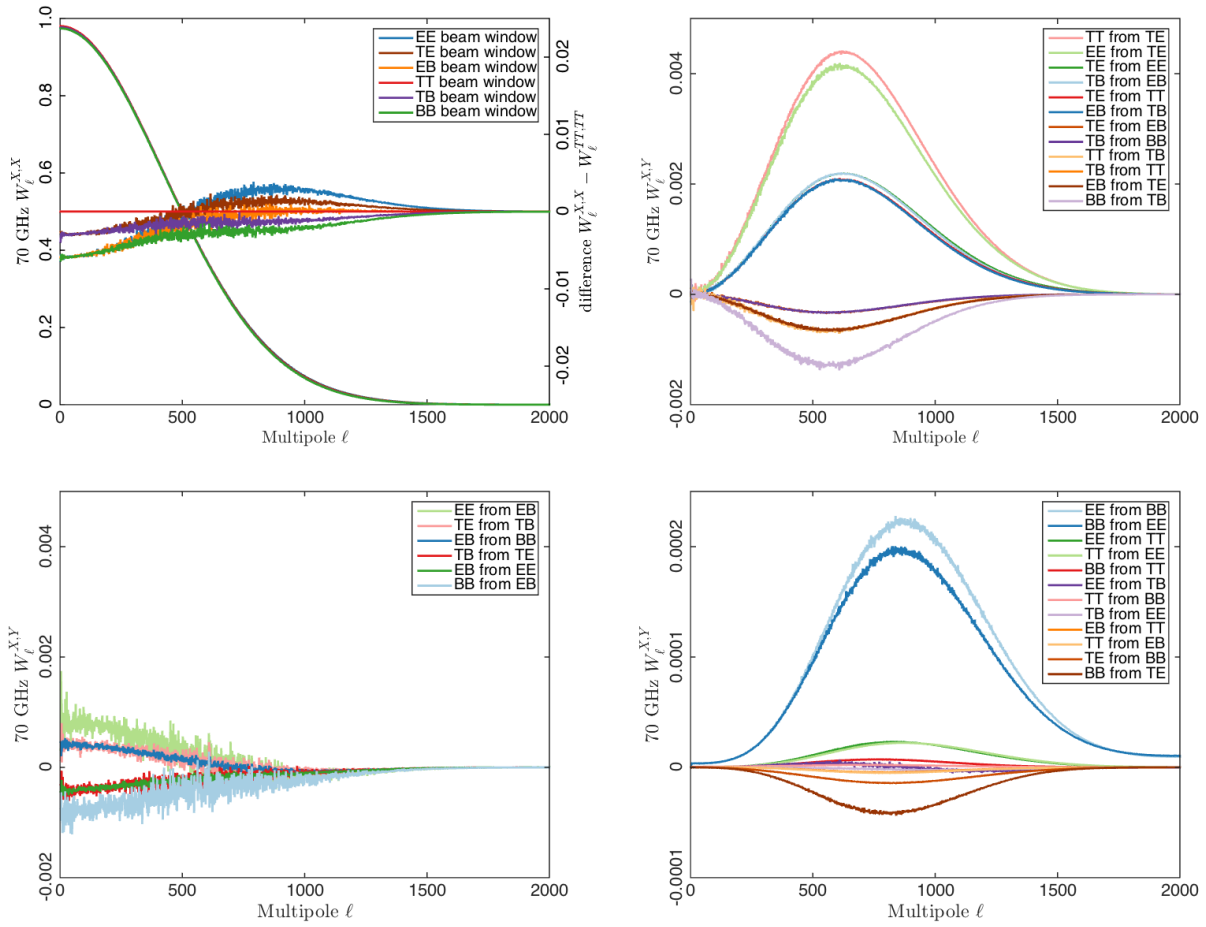 1.0
0.8
0.6
0.4
0.2
0
70 GHz W_ℓ^{X,X}
0 500 1000 1500 2000
Multipole ℓ
0.02
0.01
0
-0.01
-0.02
difference W_ℓ^{X,X} − W_ℓ^{TT,TT}
EE beam window
TE beam window
EB beam window
TT beam window
TB beam window
BB beam window
0.004
0.002
0
-0.002
70 GHz W_ℓ^{X,Y}
0 500 1000 1500 2000
Multipole ℓ
TT from TE
EE from TE
TE from EE
TB from EB
TE from TT
EB from TB
TE from EB
TB from BB
TT from TB
TB from TT
EB from TE
BB from TB
0.004
0.002
0
-0.002
70 GHz W_ℓ^{X,Y}
0 500 1000 1500 2000
Multipole ℓ
EE from EB
TE from TB
EB from BB
TB from TE
EB from EE
BB from EB
0.0002
0.0001
0
-0.0001
70 GHz W_ℓ^{X,Y}
0 500 1000 1500 2000
Multipole ℓ
EE from BB
BB from EE
EE from TT
TT from EE
BB from TT
EE from TB
TT from BB
TB from EE
EB from TT
TT from EB
TE from BB
BB from TE